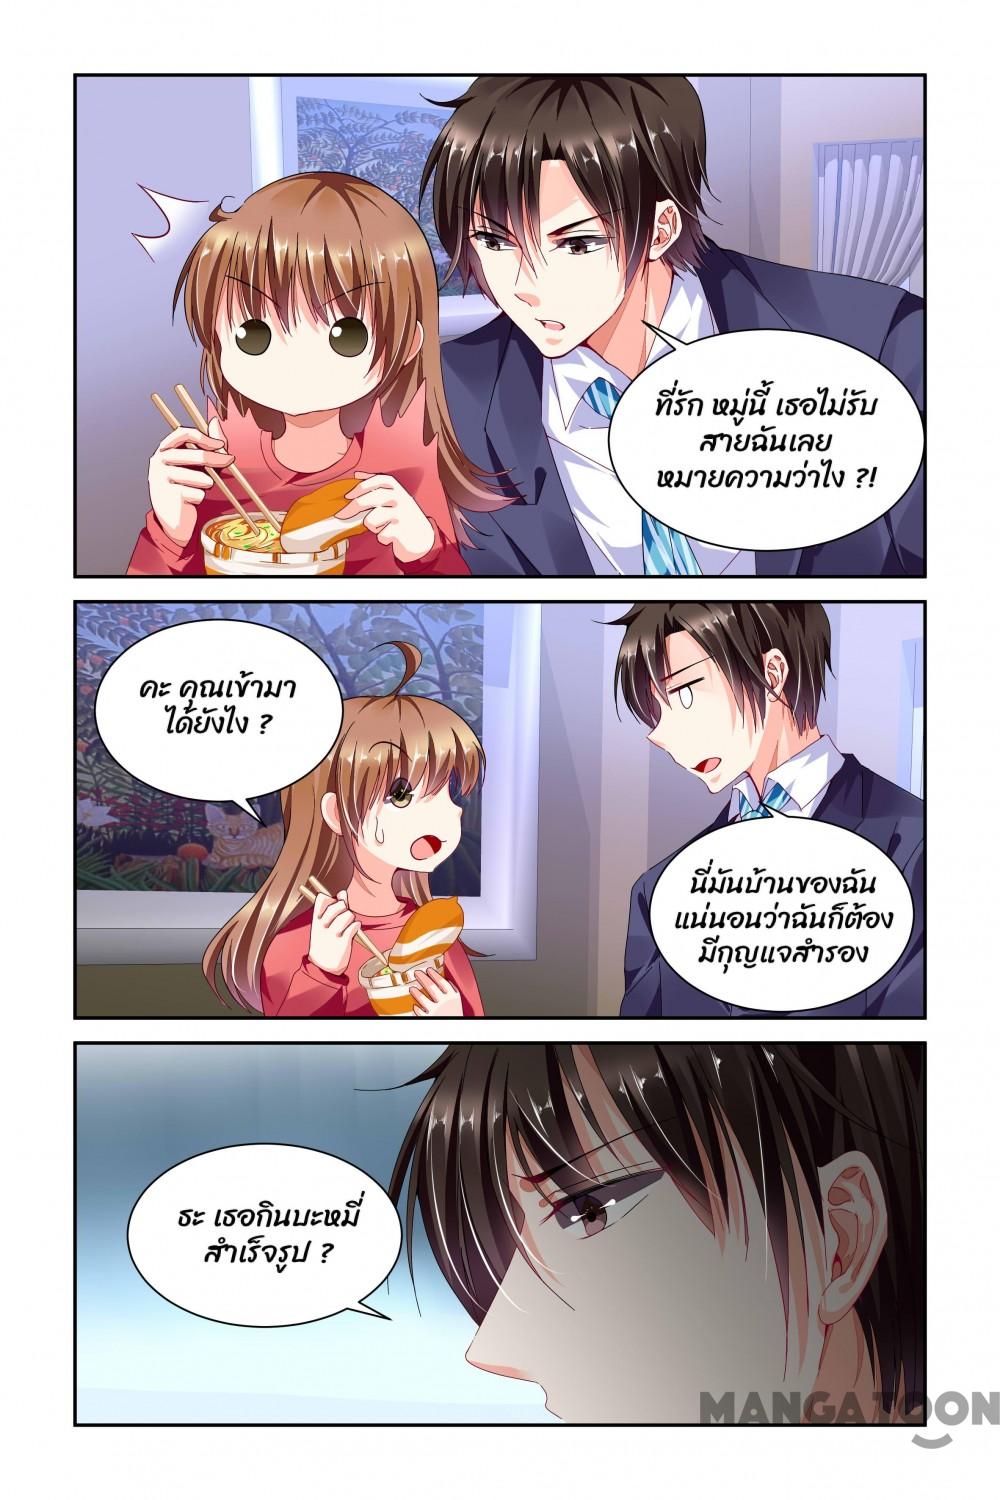 ที่รัก หมู่นี้ เธอไม่รับ
สายฉันเลย
หมายความว่าไง ?!
คะ คุณเข้ามา
ได้ยังไง ?
นี่มันบ้านของฉัน
แน่นอนว่าฉันก็ต้อง
มีกุญแจสำรอง
ธะ เธอกินบะหมี่
สำเร็จรูป ?
MANGATOON